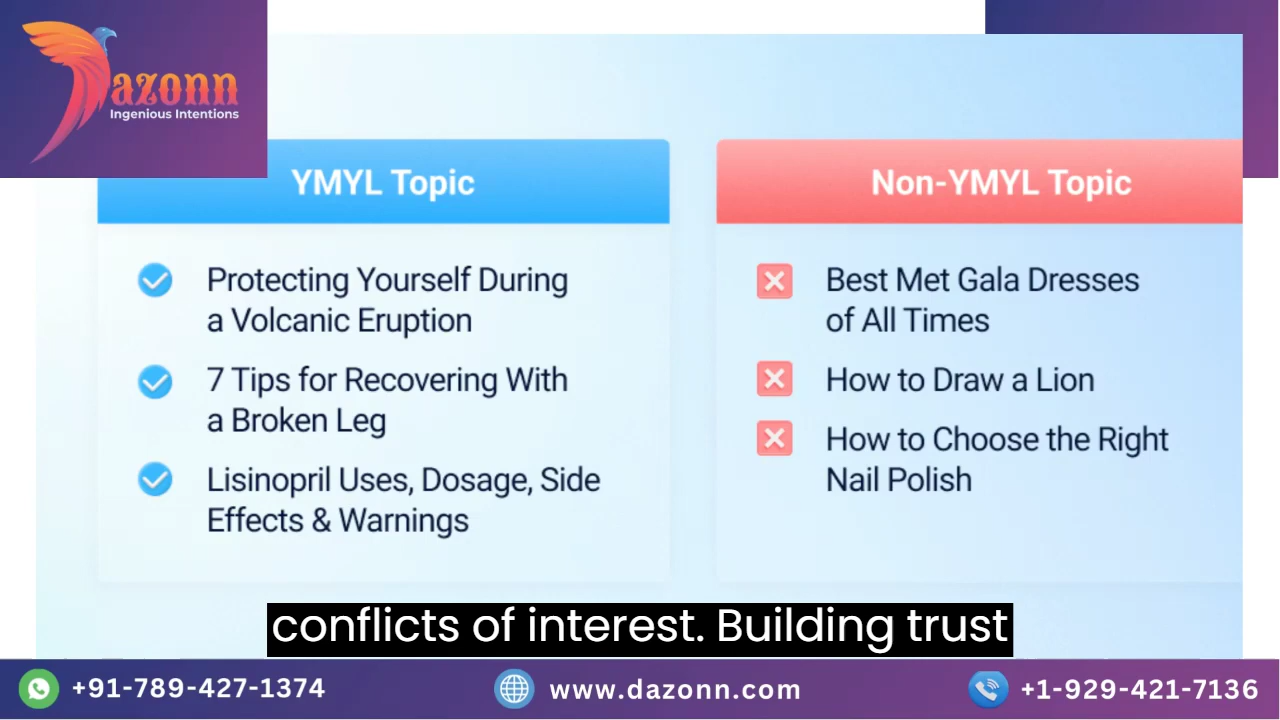 Dazonn
Ingenious Intentions
YMYL Topic
Protecting Yourself During
a Volcanic Eruption
7 Tips for Recovering With
a Broken Leg
Lisinopril Uses, Dosage, Side
Effects & Warnings
Non-YMYL Topic
Best Met Gala Dresses
of All Times
How to Draw a Lion
How to Choose the Right
Nail Polish
conflicts of interest. Building trust
+91-789-427-1374
www.dazonn.com
+1-929-421-7136